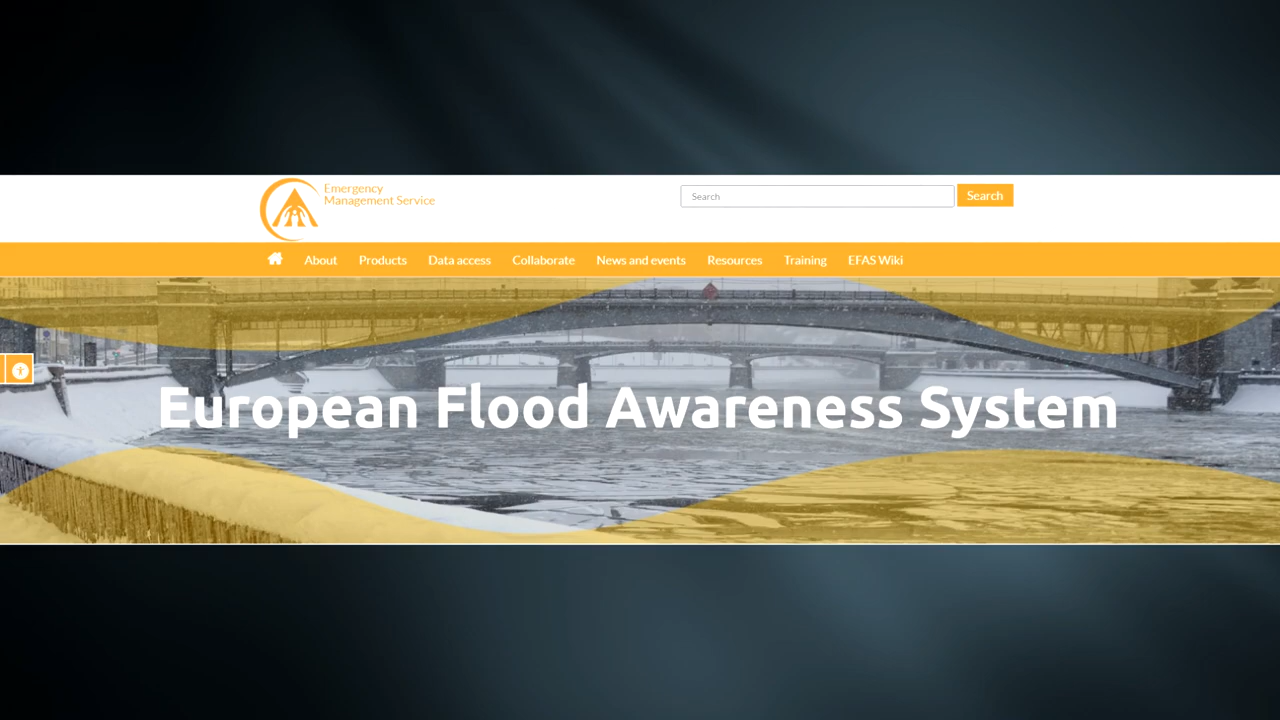 Emergency
Management Service
Search
Search
About Products Data access Collaborate News and events Resources Training EFAS Wiki
European Flood Awareness System